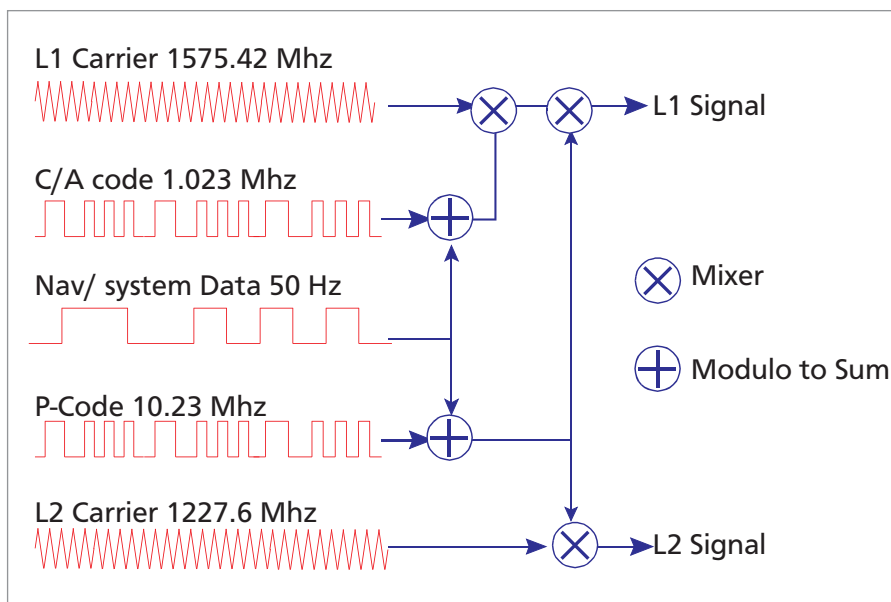 L1 Carrier 1575.42 Mhz
L1 Signal
C/A code 1.023 Mhz
Nav/ system Data 50 Hz
Mixer
Modulo to Sum
P-Code 10.23 Mhz
L2 Carrier 1227.6 Mhz
L2 Signal